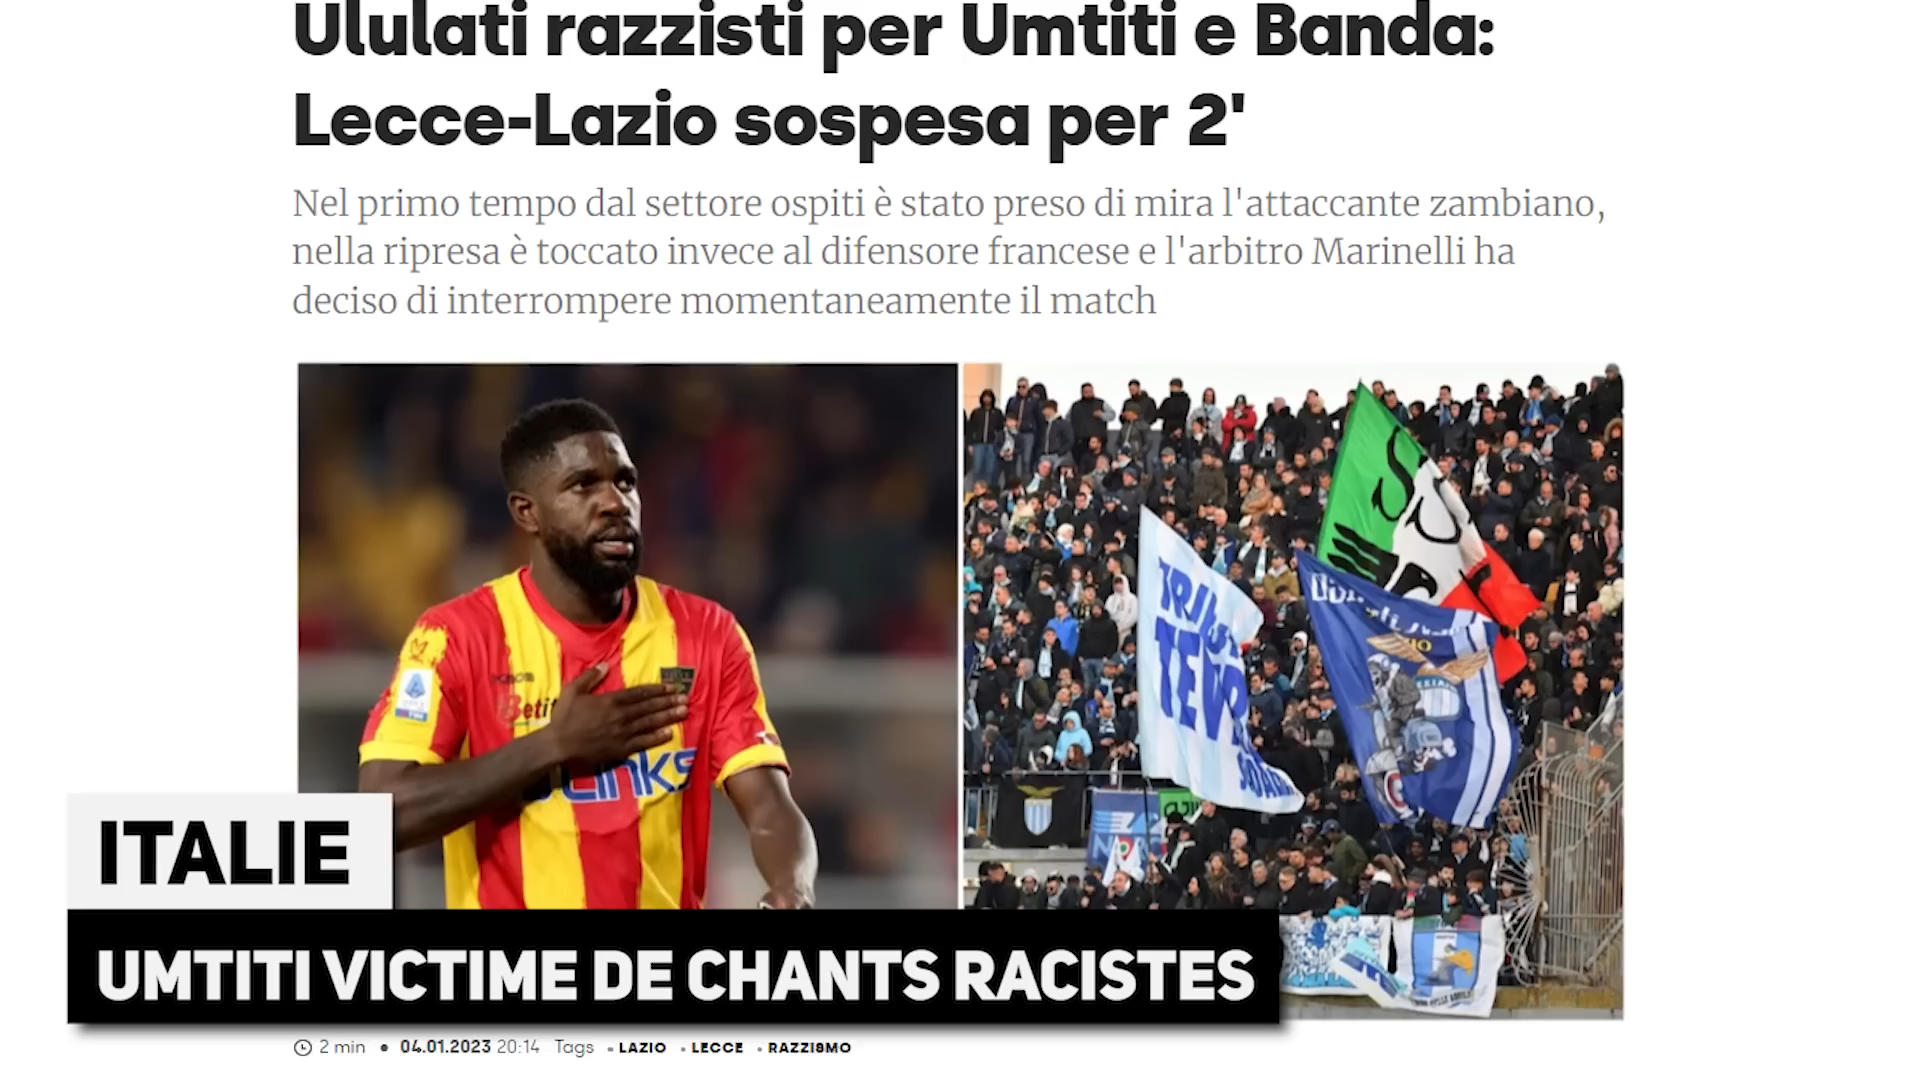 Ululati razzisti per Umtiti e Banda:
Lecce-Lazio sospesa per 2'
Nel primo tempo dal settore ospiti è stato preso di mira l'attaccante zambiano,
nella ripresa è toccato invece al difensore francese e l'arbitro Marinelli ha
deciso di interrompere momentaneamente il match
Links
ITALIE
UMTITI VICTIME DE CHANTS RACISTES
2 min • 04.01.2023 20:14 Tags LAZIO LECCE RAZZISMO